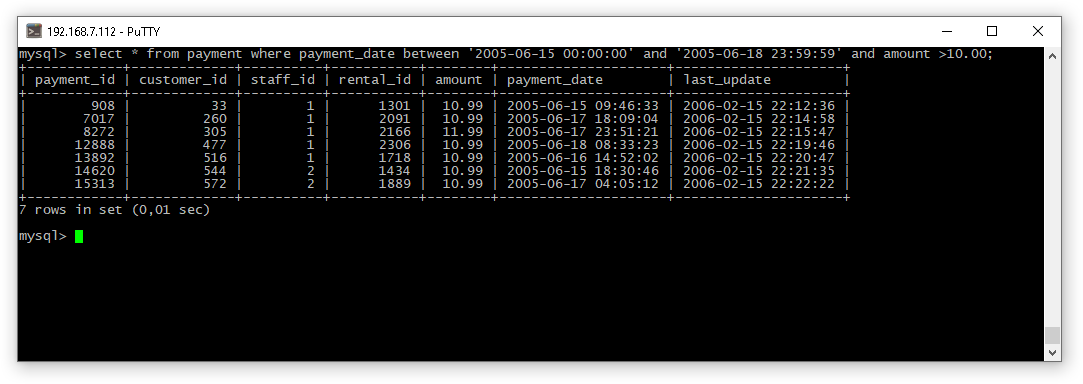 192.168.7.112 - PuTTY
mysql> select * from payment where payment_date between '2005-06-15 00:00:00' and '2005-06-18 23:59:59' and amount >10.00;
+------------+-------------+----------+-----------+--------+---------------------+---------------------+
| payment_id | customer_id | staff_id | rental_id | amount | payment_date        | last_update         |
+------------+-------------+----------+-----------+--------+---------------------+---------------------+
|        908 |          33 |        1 |      1301 |  10.99 | 2005-06-15 09:46:33 | 2006-02-15 22:12:36 |
|       7017 |         260 |        1 |      2091 |  10.99 | 2005-06-17 18:09:04 | 2006-02-15 22:14:58 |
|       8272 |         305 |        1 |      2166 |  11.99 | 2005-06-17 23:51:21 | 2006-02-15 22:15:47 |
|      12888 |         477 |        1 |      2306 |  10.99 | 2005-06-18 08:33:23 | 2006-02-15 22:19:46 |
|      13892 |         516 |        1 |      1718 |  10.99 | 2005-06-16 14:52:02 | 2006-02-15 22:20:47 |
|      14620 |         544 |        2 |      1434 |  10.99 | 2005-06-15 18:30:46 | 2006-02-15 22:21:35 |
|      15313 |         572 |        2 |      1889 |  10.99 | 2005-06-17 04:05:12 | 2006-02-15 22:22:22 |
+------------+-------------+----------+-----------+--------+---------------------+---------------------+
7 rows in set (0,01 sec)
mysql>